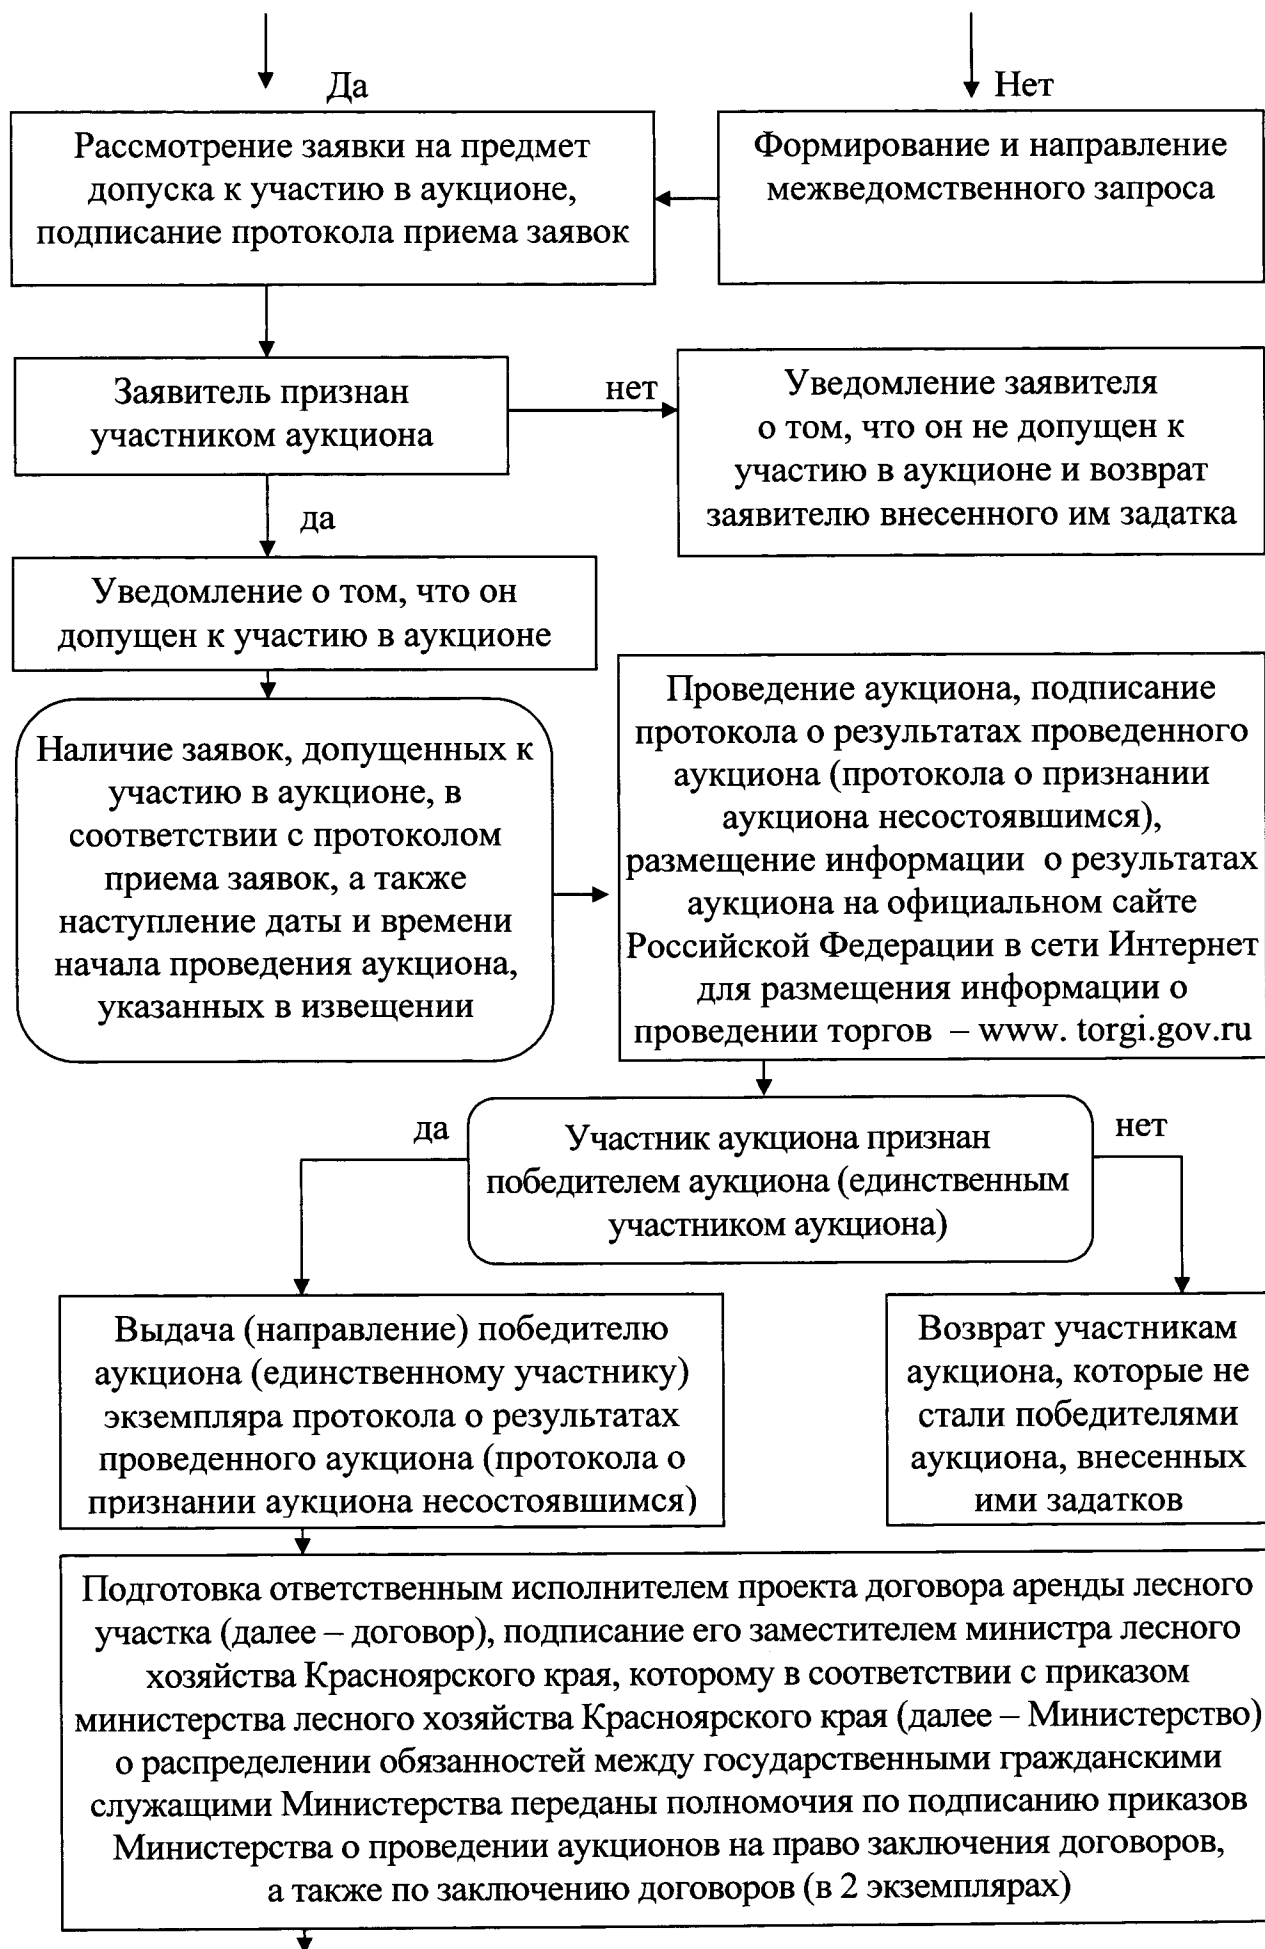 Да
Нет
Рассмотрение заявки на предмет
допуска к участию в аукционе,
подписание протокола приема заявок
Формирование и направление
межведомственного запроса
Заявитель признан
участником аукциона
нет
Уведомление заявителя
о том, что он не допущен к
участию в аукционе и возврат
заявителю внесенного им задатка
да
Уведомление о том, что он
допущен к участию в аукционе
Наличие заявок, допущенных к
участию в аукционе, в
соответствии с протоколом
приема заявок, а также
наступление даты и времени
начала проведения аукциона,
указанных в извещении
Проведение аукциона, подписание
протокола о результатах проведенного
аукциона (протокола о признании
аукциона несостоявшимся),
размещение информации о результатах
аукциона на официальном сайте
Российской Федерации в сети Интернет
для размещения информации о
проведении торгов – www. torgi.gov.ru
да
Участник аукциона признан
победителем аукциона (единственным
участником аукциона)
нет
Выдача (направление) победителю
аукциона (единственному участнику)
экземпляра протокола о результатах
проведенного аукциона (протокола о
признании аукциона несостоявшимся)
Возврат участникам
аукциона, которые не
стали победителями
аукциона, внесенных
ими задатков
Подготовка ответственным исполнителем проекта договора аренды лесного
участка (далее – договор), подписание его заместителем министра лесного
хозяйства Красноярского края, которому в соответствии с приказом
министерства лесного хозяйства Красноярского края (далее – Министерство)
о распределении обязанностей между государственными гражданскими
служащими Министерства переданы полномочия по подписанию приказов
Министерства о проведении аукционов на право заключения договоров,
а также по заключению договоров (в 2 экземплярах)